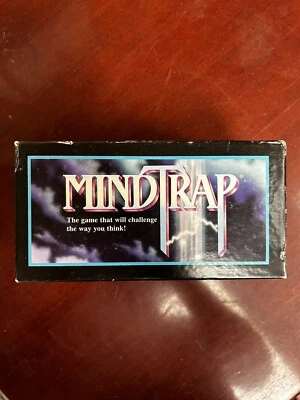 MINDTRAP
The game that will challenge
the way you think!